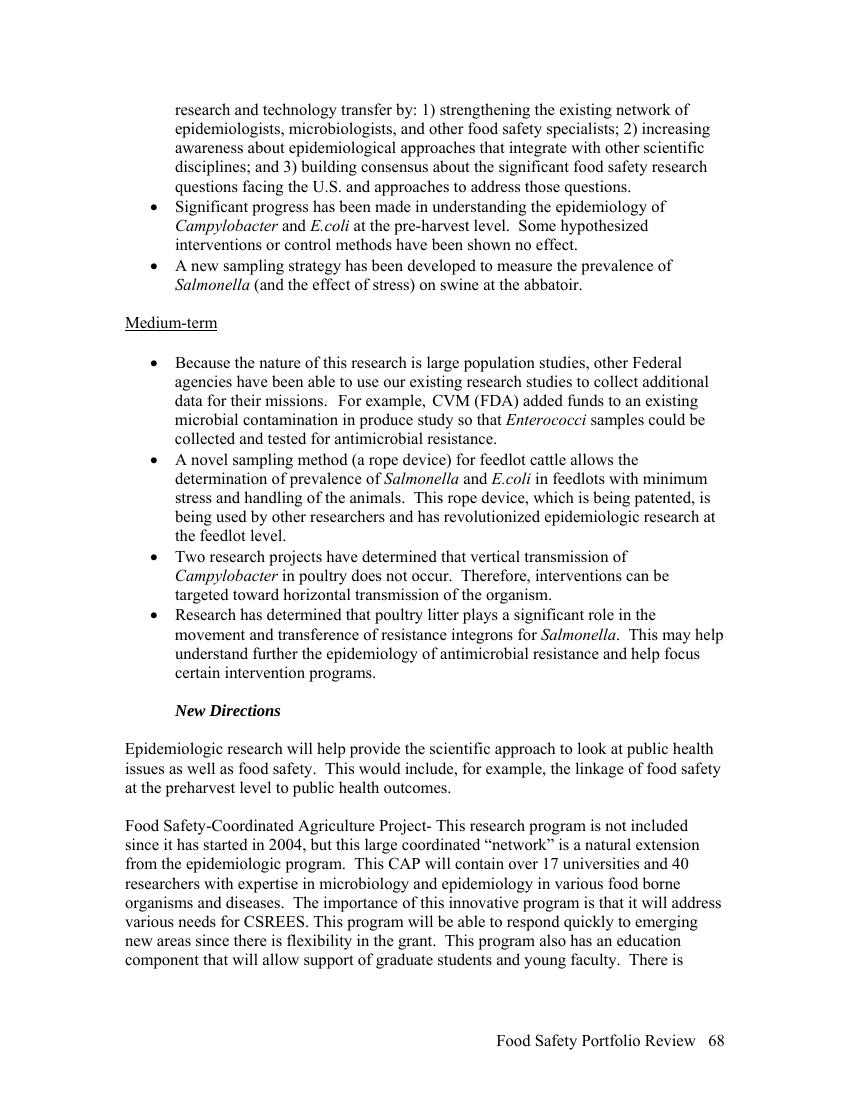 research and technology transfer by: 1) strengthening the existing network of
epidemiologists, microbiologists, and other food safety specialists; 2) increasing
awareness about epidemiological approaches that integrate with other scientific
disciplines; and 3) building consensus about the significant food safety research
questions facing the U.S. and approaches to address those questions.
• Significant progress has been made in understanding the epidemiology of
Campylobacter and E.coli at the pre-harvest level. Some hypothesized
interventions or control methods have been shown no effect.
• A new sampling strategy has been developed to measure the prevalence of
Salmonella (and the effect of stress) on swine at the abbatoir.
Medium-term
• Because the nature of this research is large population studies, other Federal
agencies have been able to use our existing research studies to collect additional
data for their missions. For example, CVM (FDA) added funds to an existing
microbial contamination in produce study so that Enterococci samples could be
collected and tested for antimicrobial resistance.
• A novel sampling method (a rope device) for feedlot cattle allows the
determination of prevalence of Salmonella and E.coli in feedlots with minimum
stress and handling of the animals. This rope device, which is being patented, is
being used by other researchers and has revolutionized epidemiologic research at
the feedlot level.
• Two research projects have determined that vertical transmission of
Campylobacter in poultry does not occur. Therefore, interventions can be
targeted toward horizontal transmission of the organism.
• Research has determined that poultry litter plays a significant role in the
movement and transference of resistance integrons for Salmonella. This may help
understand further the epidemiology of antimicrobial resistance and help focus
certain intervention programs.
New Directions
Epidemiologic research will help provide the scientific approach to look at public health
issues as well as food safety. This would include, for example, the linkage of food safety
at the preharvest level to public health outcomes.
Food Safety-Coordinated Agriculture Project- This research program is not included
since it has started in 2004, but this large coordinated “network” is a natural extension
from the epidemiologic program. This CAP will contain over 17 universities and 40
researchers with expertise in microbiology and epidemiology in various food borne
organisms and diseases. The importance of this innovative program is that it will address
various needs for CSREES. This program will be able to respond quickly to emerging
new areas since there is flexibility in the grant. This program also has an education
component that will allow support of graduate students and young faculty. There is
Food Safety Portfolio Review 68